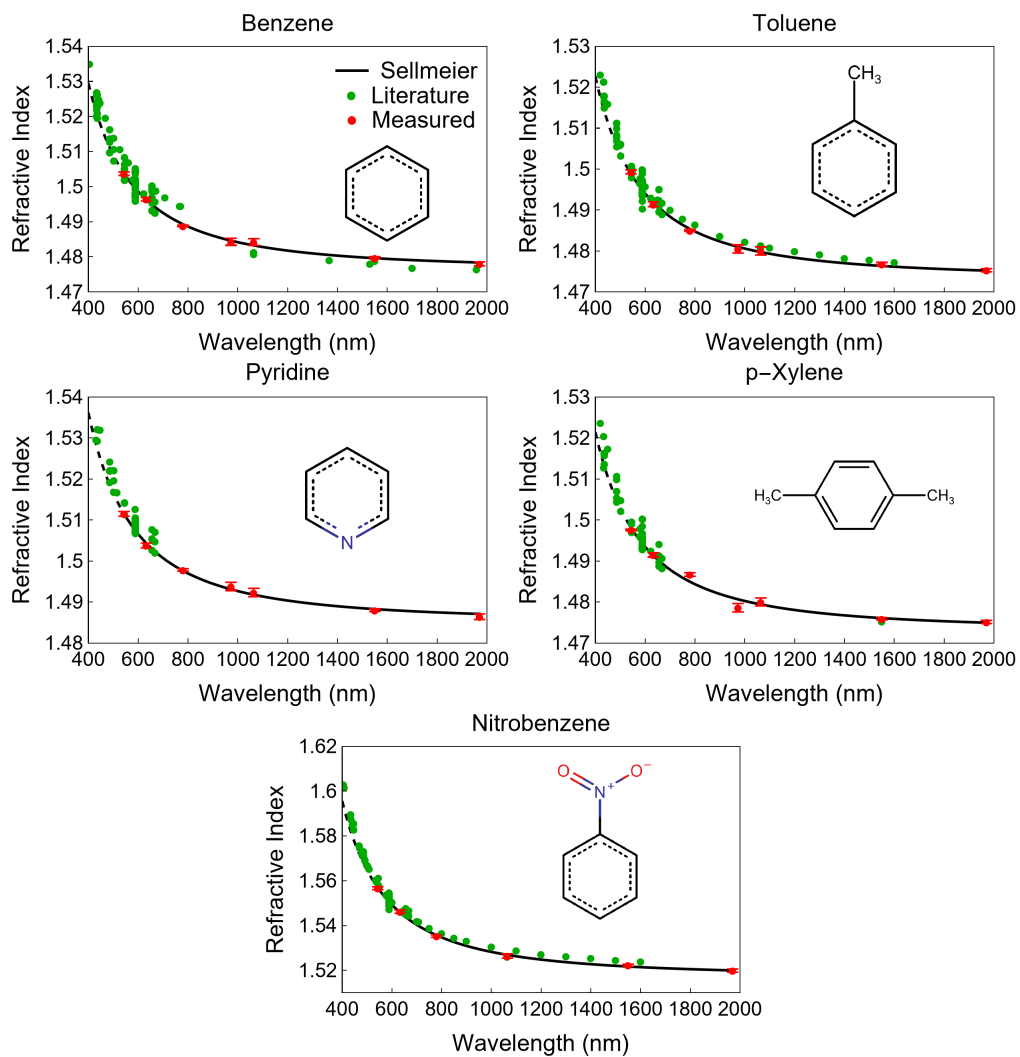 Benzene
1.54
1.53
1.52
1.51
1.5
1.49
1.48
1.47
Refractive Index
Sellmeier
Literature
Measured
400 600 800 1000 1200 1400 1600 1800 2000
Wavelength (nm)
Toluene
1.53
1.52
1.51
1.5
1.49
1.48
1.47
Refractive Index
CH₃
400 600 800 1000 1200 1400 1600 1800 2000
Wavelength (nm)
Pyridine
1.54
1.53
1.52
1.51
1.5
1.49
1.48
Refractive Index
N
400 600 800 1000 1200 1400 1600 1800 2000
Wavelength (nm)
p−Xylene
1.53
1.52
1.51
1.5
1.49
1.48
1.47
Refractive Index
H₃C CH₃
400 600 800 1000 1200 1400 1600 1800 2000
Wavelength (nm)
Nitrobenzene
1.62
1.6
1.58
1.56
1.54
1.52
Refractive Index
O O⁻
N⁺
400 600 800 1000 1200 1400 1600 1800 2000
Wavelength (nm)